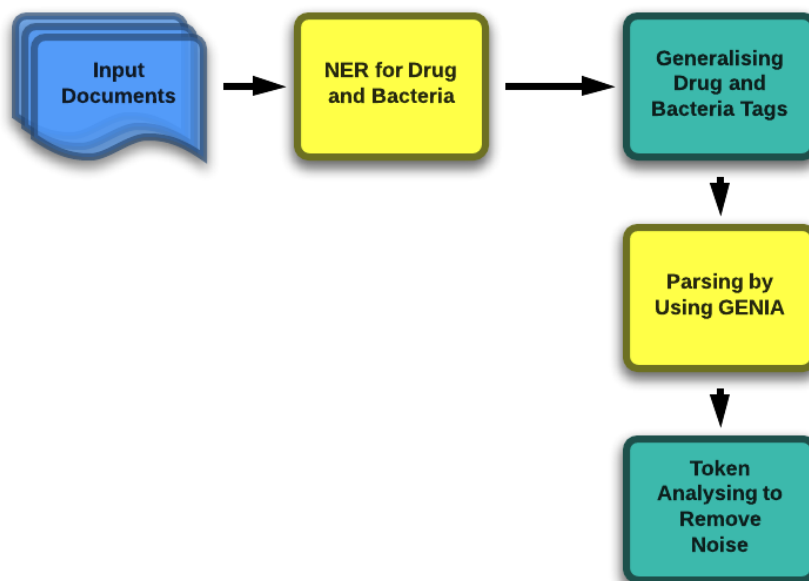 Input
Documents
NER for Drug
and Bacteria
Generalising
Drug and
Bacteria Tags
Parsing by
Using GENIA
Token
Analysing to
Remove
Noise